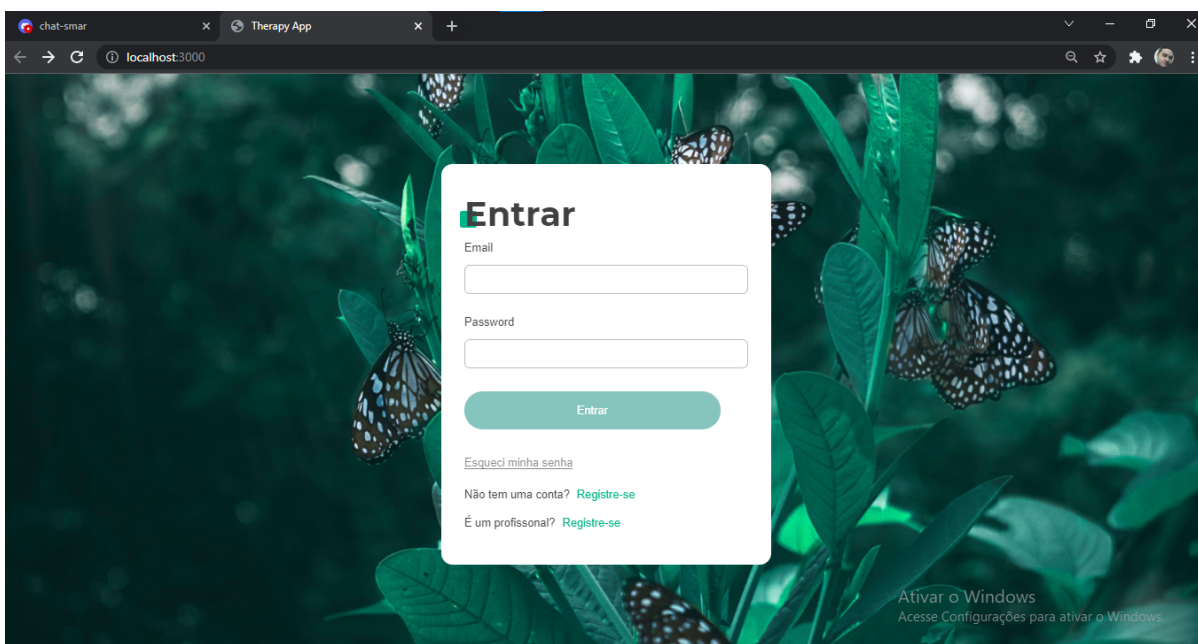 chat-smar
Therapy App
localhost:3000
Entrar
Email
Password
Entrar
Esqueci minha senha
Não tem uma conta? Registre-se
É um profissional? Registre-se
Ativar o Windows
Acesse Configurações para ativar o Windows.